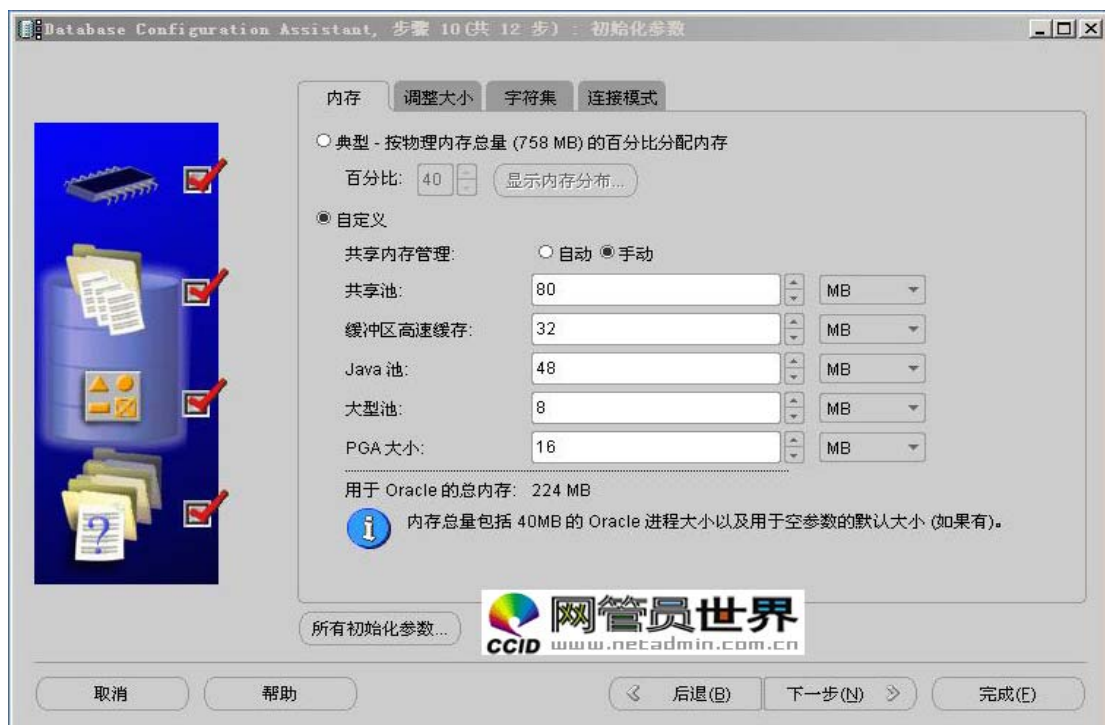 Database Configuration Assistant, 步骤 10(共 12 步) : 初始化参数
内存 调整大小 字符集 连接模式
典型 - 按物理内存总量 (758 MB) 的百分比分配内存
百分比: 40 显示内存分布...
自定义
共享内存管理: 自动 手动
共享池: 80 MB
缓冲区高速缓存: 32 MB
Java 池: 48 MB
大型池: 8 MB
PGA 大小: 16 MB
用于 Oracle 的总内存: 224 MB
内存总量包括 40MB 的 Oracle 进程大小以及用于空参数的默认大小 (如果有)。
所有初始化参数...
CCID 网管员世界
www.netadmin.com.cn
取消 帮助 后退(B) 下一步(N) 完成(F)